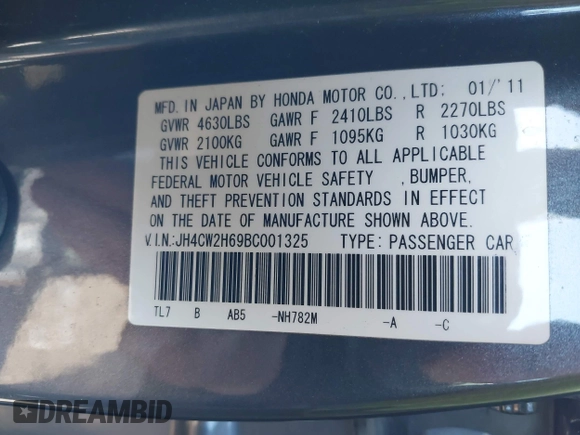 MFD. IN JAPAN BY HONDA MOTOR CO.,LTD: 01/'11
GVWR 4630LBS GAWR F 2410LBS R 2270LBS
GVWR 2100KG GAWR F 1095KG R 1030KG
THIS VEHICLE CONFORMS TO ALL APPLICABLE
FEDERAL MOTOR VEHICLE SAFETY ,BUMPER,
AND THEFT PREVENTION STANDARDS IN EFFECT
ON THE DATE OF MANUFACTURE SHOWN ABOVE.
V.I.N.:JH4CW2H69BC001325 TYPE: PASSENGER CAR
TL7 B AB5 -NH782M -A -C
DREAMBID